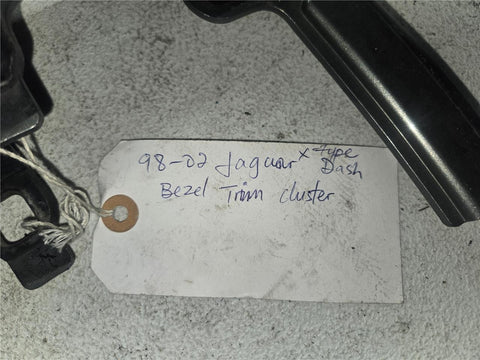 98-02 Jaguar X-Type
Dash
Bezel Trim cluster